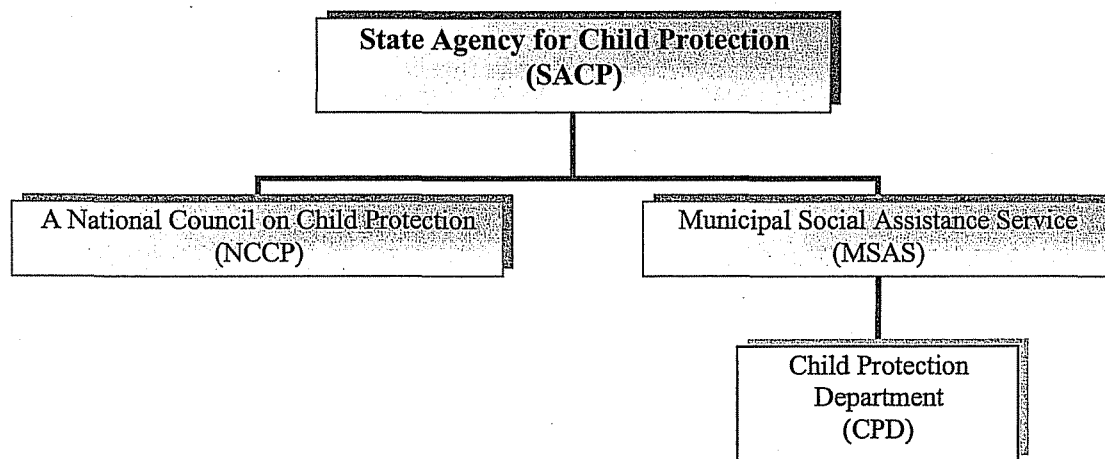 State Agency for Child Protection
(SACP)
A National Council on Child Protection
(NCCP)
Municipal Social Assistance Service
(MSAS)
Child Protection
Department
(CPD)